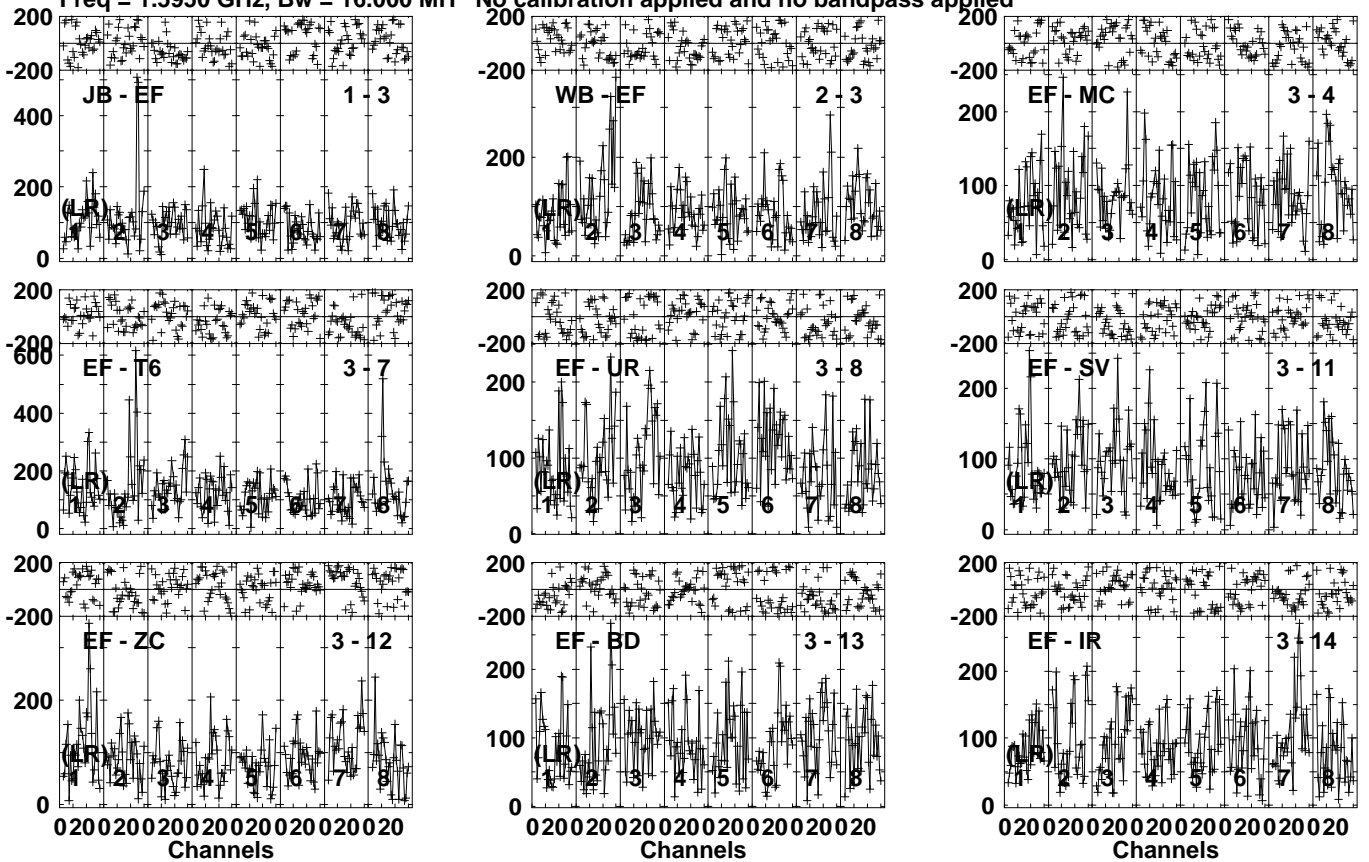 Freq = 1.5950 GHz, Bw = 16.000 MH No calibration applied and no bandpass applied
200
-200
JB - EF 1 - 3
400
200
0
(LR)
1 2 3 4 5 6 7 8
200
-200
WB - EF 2 - 3
200
0
(LR)
1 2 3 4 5 6 7 8
200
-200
EF - MC 3 - 4
200
100
0
(LR)
1 2 3 4 5 6 7 8
200
-200
600
EF - T6 3 - 7
400
200
0
(LR)
1 2 3 4 5 6 7 8
200
-200
EF - UR 3 - 8
200
100
0
(LR)
1 2 3 4 5 6 7 8
200
-200
EF - SV 3 - 11
200
100
0
(LR)
1 2 3 4 5 6 7 8
200
-200
EF - ZC 3 - 12
200
0
(LR)
1 2 3 4 5 6 7 8
0 20 0 20 0 20 0 20 0 20 0 20 0 20 0 20
Channels
200
-200
EF - BD 3 - 13
200
100
0
(LR)
1 2 3 4 5 6 7 8
0 20 0 20 0 20 0 20 0 20 0 20 0 20 0 20
Channels
200
-200
EF - IR 3 - 14
200
100
0
(LR)
1 2 3 4 5 6 7 8
0 20 0 20 0 20 0 20 0 20 0 20 0 20 0 20
Channels